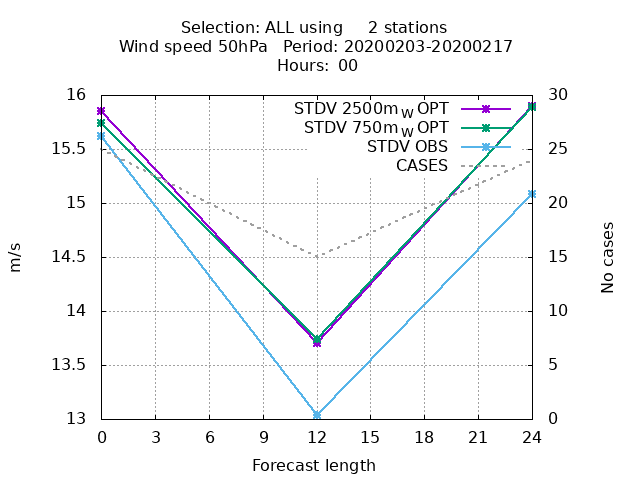 Selection: ALL using     2 stations
Wind speed 50hPa   Period: 20200203-20200217
Hours:  00
STDV 2500m W OPT
STDV 750m W OPT
STDV OBS
CASES
16
15.5
15
14.5
14
13.5
13
30
25
20
15
10
5
0
m/s
No cases
0 3 6 9 12 15 18 21 24
Forecast length